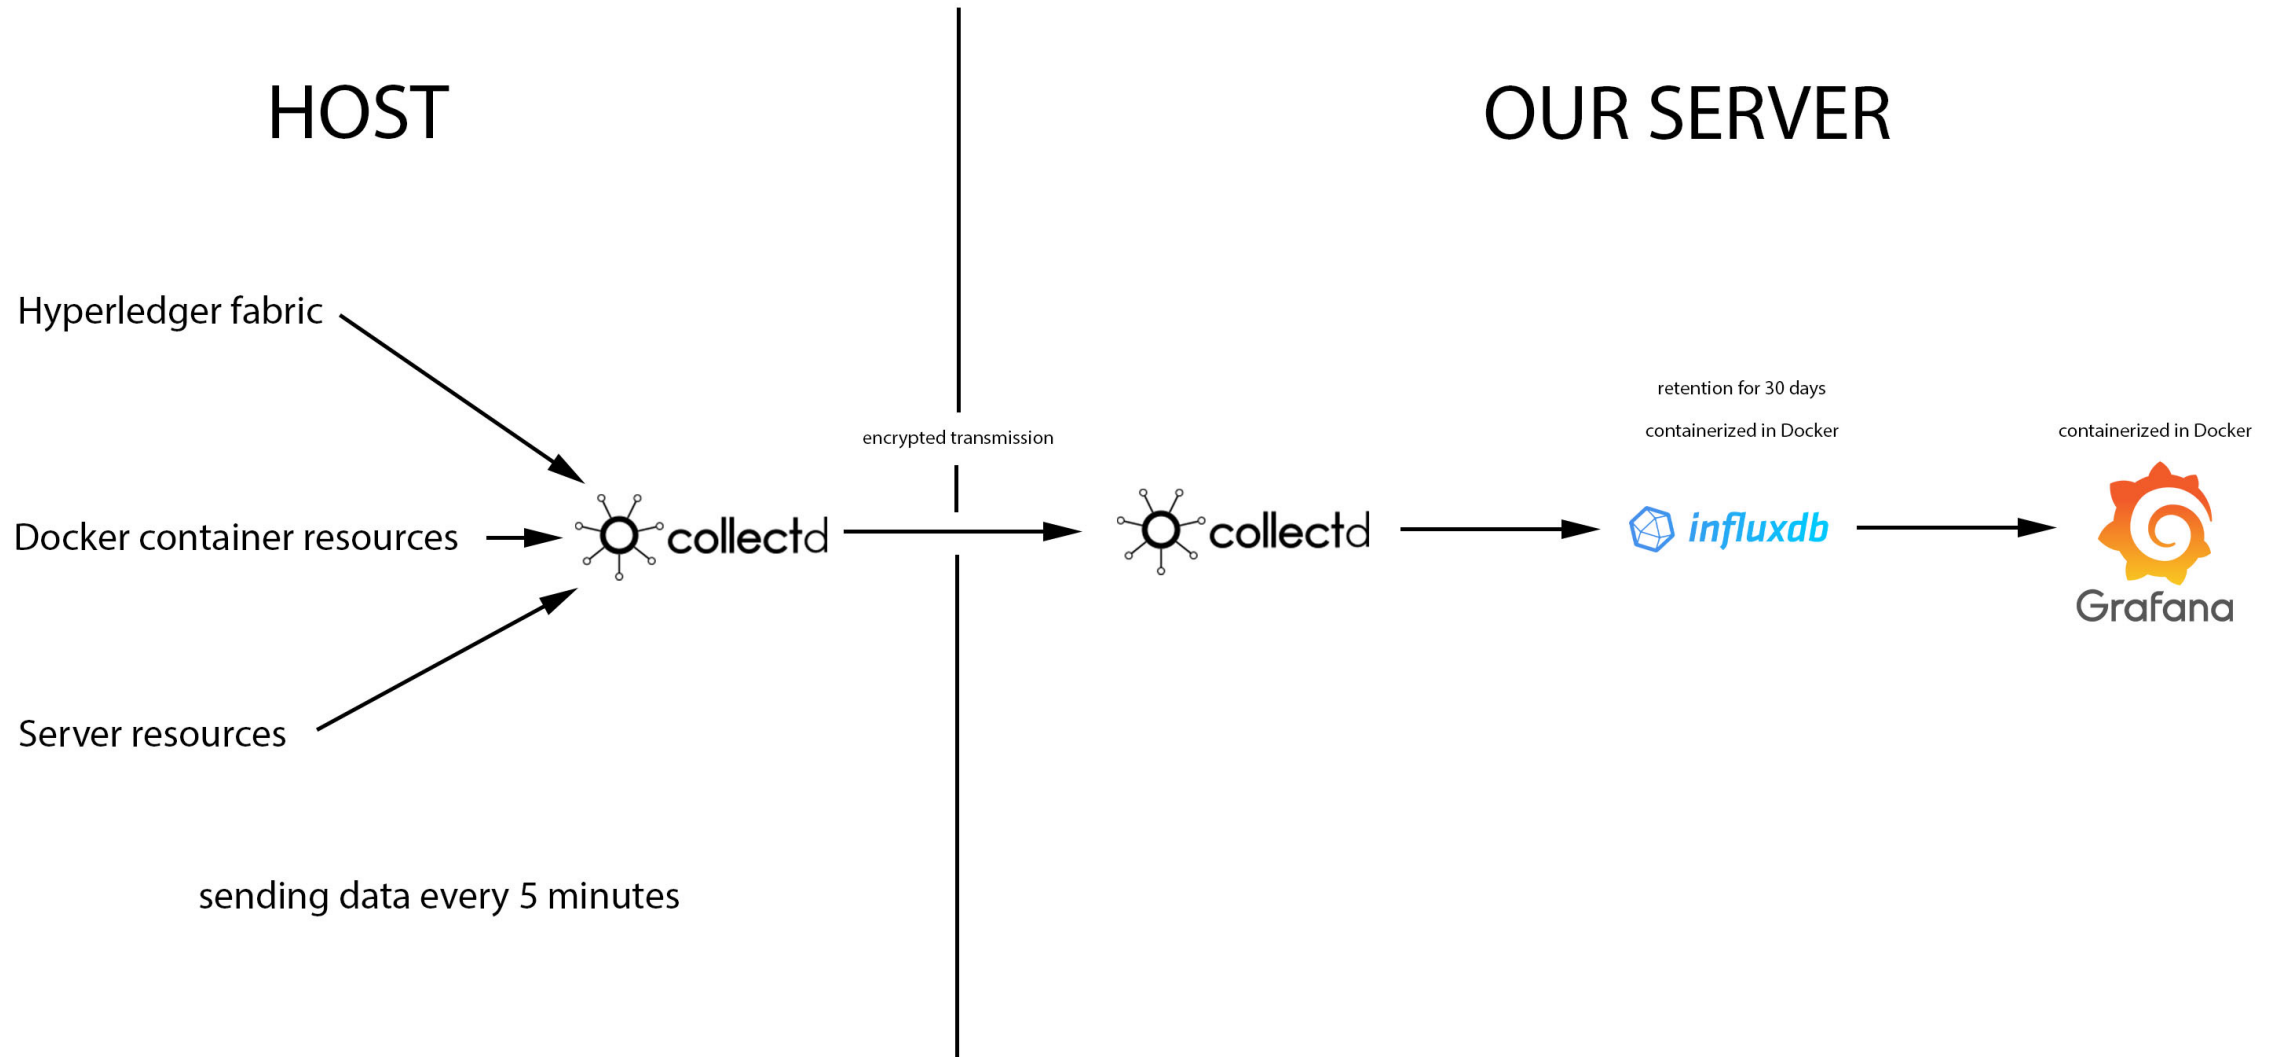 HOST
OUR SERVER
Hyperledger fabric
Docker container resources
Server resources
sending data every 5 minutes
collectd
encrypted transmission
collectd
retention for 30 days
containerized in Docker
influxdb
containerized in Docker
Grafana